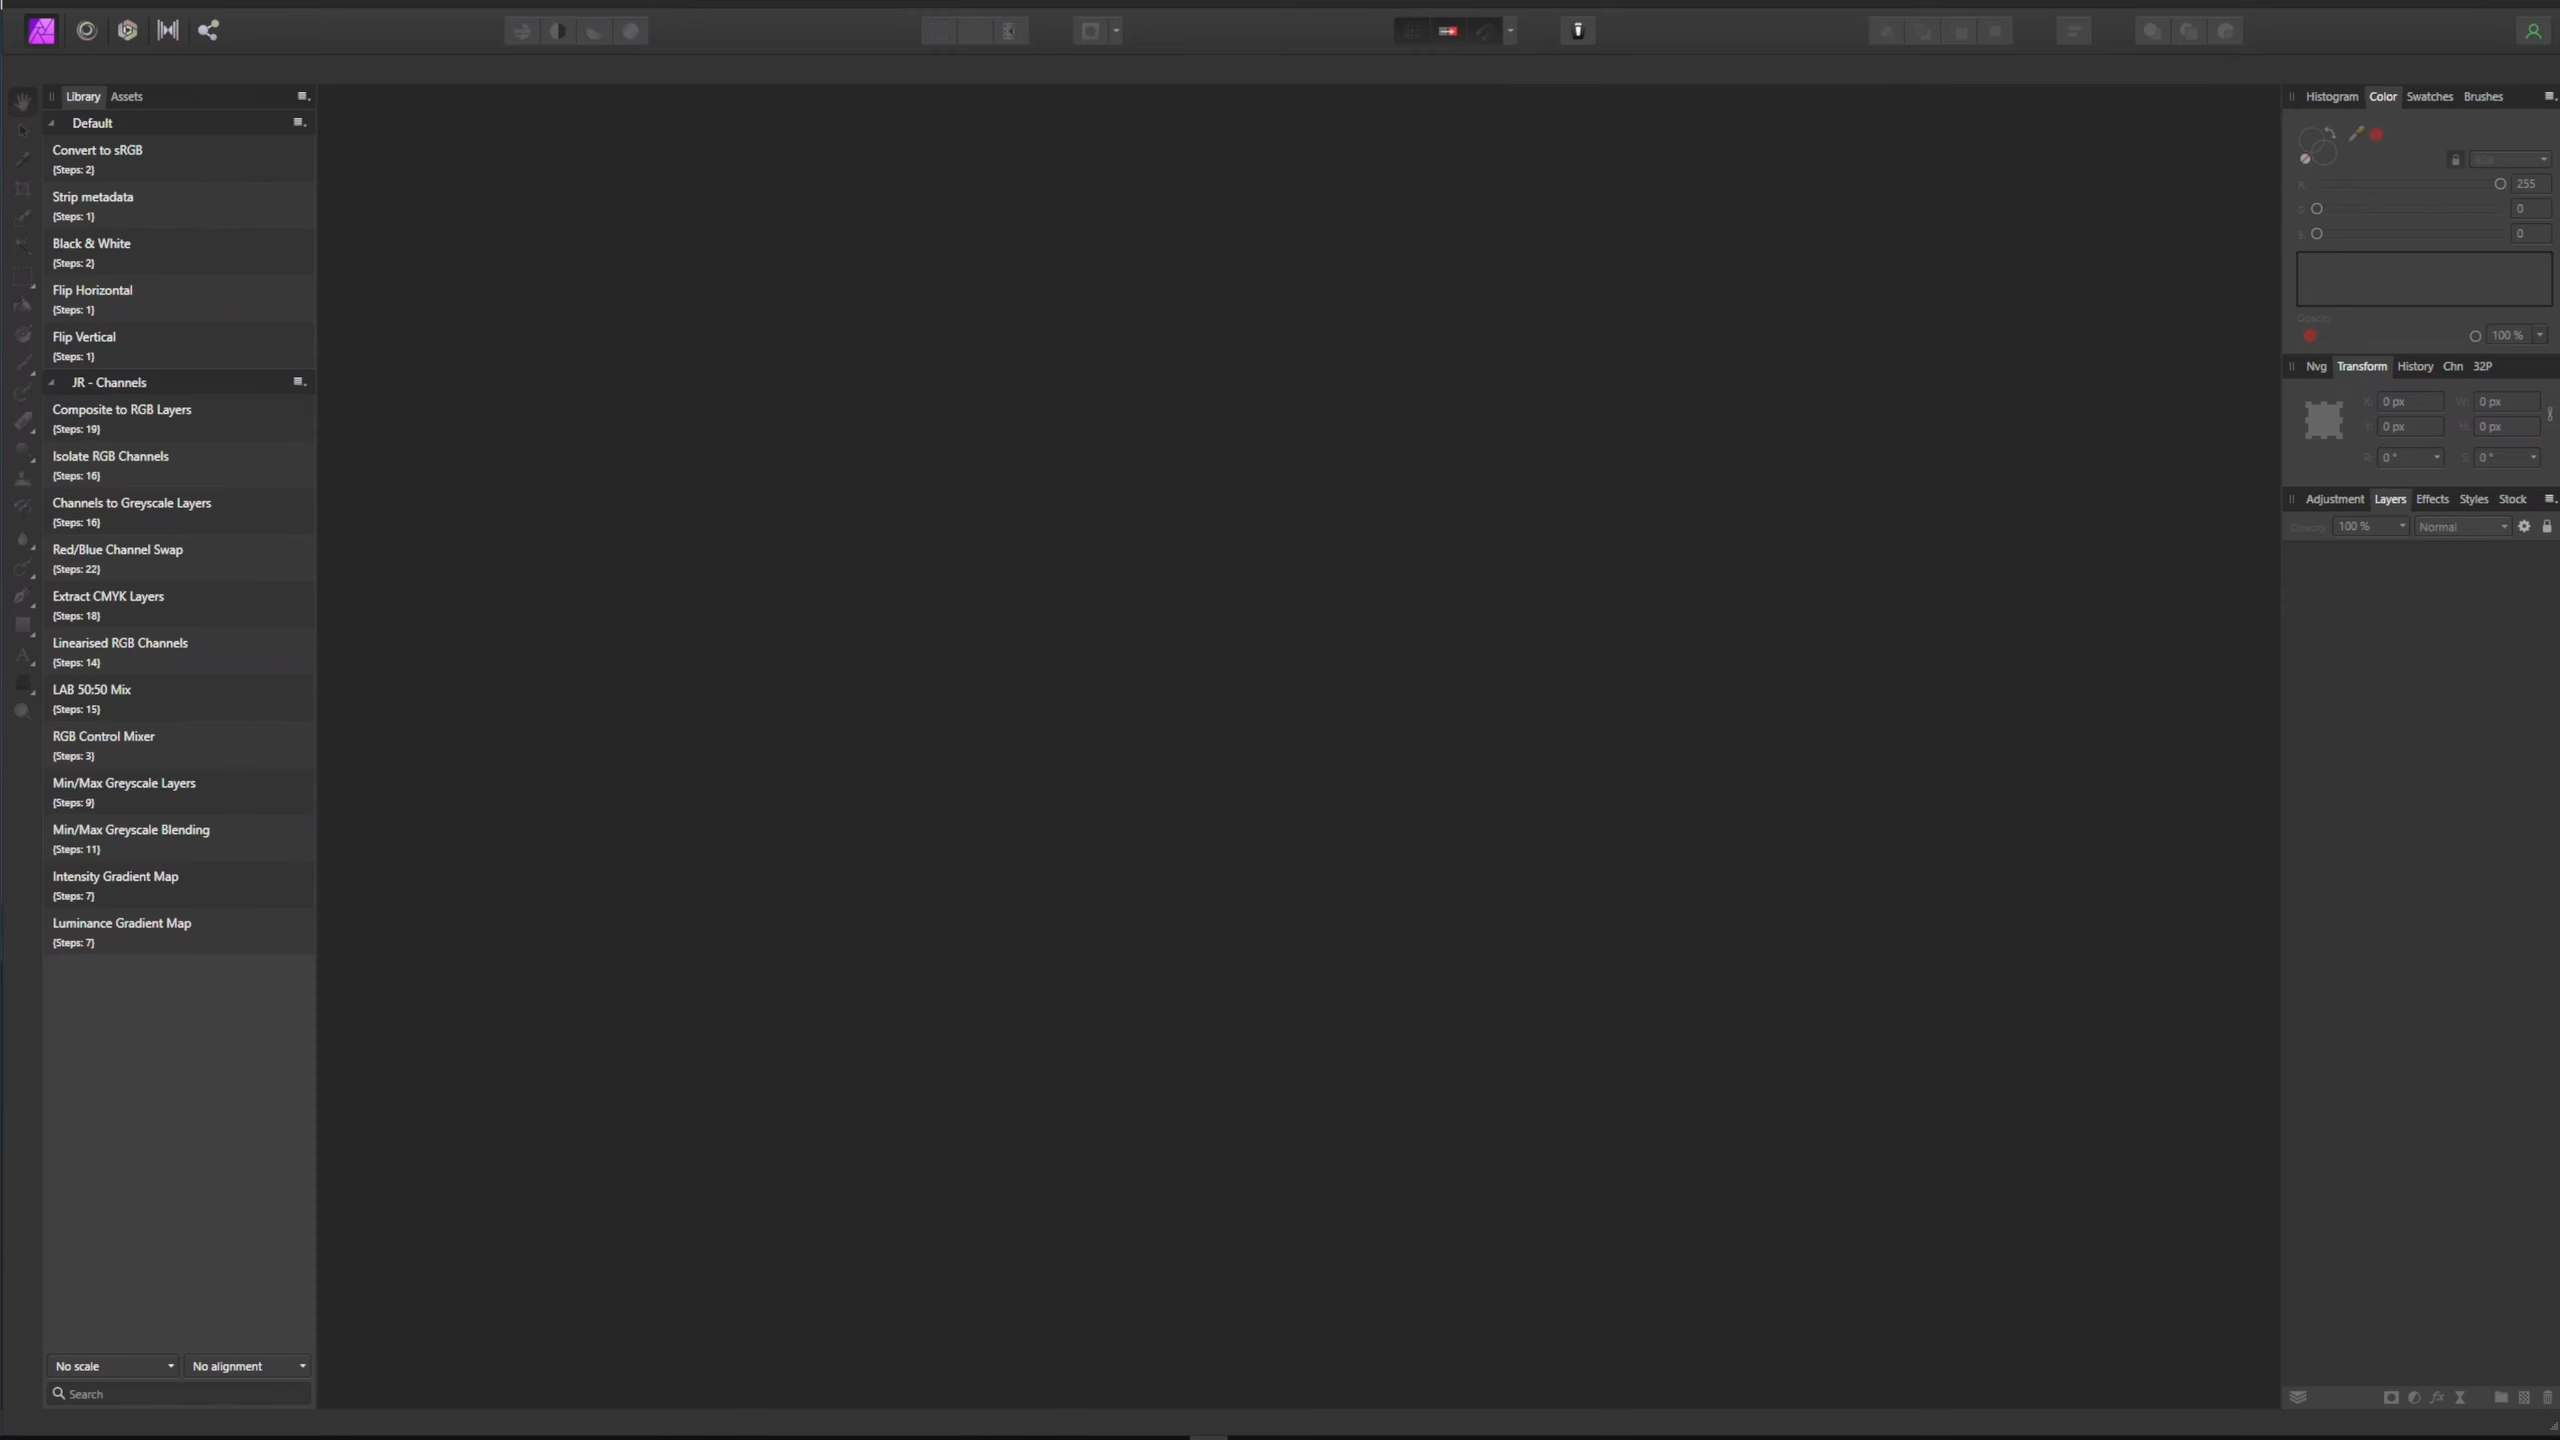 Library Assets
Default
Convert to sRGB
{Steps: 2}
Strip metadata
{Steps: 1}
Black & White
{Steps: 2}
Flip Horizontal
{Steps: 1}
Flip Vertical
{Steps: 1}
JR - Channels
Composite to RGB Layers
{Steps: 19}
Isolate RGB Channels
{Steps: 16}
Channels to Greyscale Layers
{Steps: 16}
Red/Blue Channel Swap
{Steps: 22}
Extract CMYK Layers
{Steps: 18}
Linearised RGB Channels
{Steps: 14}
LAB 50:50 Mix
{Steps: 15}
RGB Control Mixer
{Steps: 3}
Min/Max Greyscale Layers
{Steps: 9}
Min/Max Greyscale Blending
{Steps: 11}
Intensity Gradient Map
{Steps: 7}
Luminance Gradient Map
{Steps: 7}
No scale No alignment
Search
Histogram Color Swatches Brushes
RGB
R: 255
G: 0
B: 0
Opacity
100 %
Nvg Transform History Chn 32P
X: 0 px W: 0 px
Y: 0 px H: 0 px
R: 0 ° S: 0 °
Adjustment Layers Effects Styles Stock
Opacity: 100 % Normal